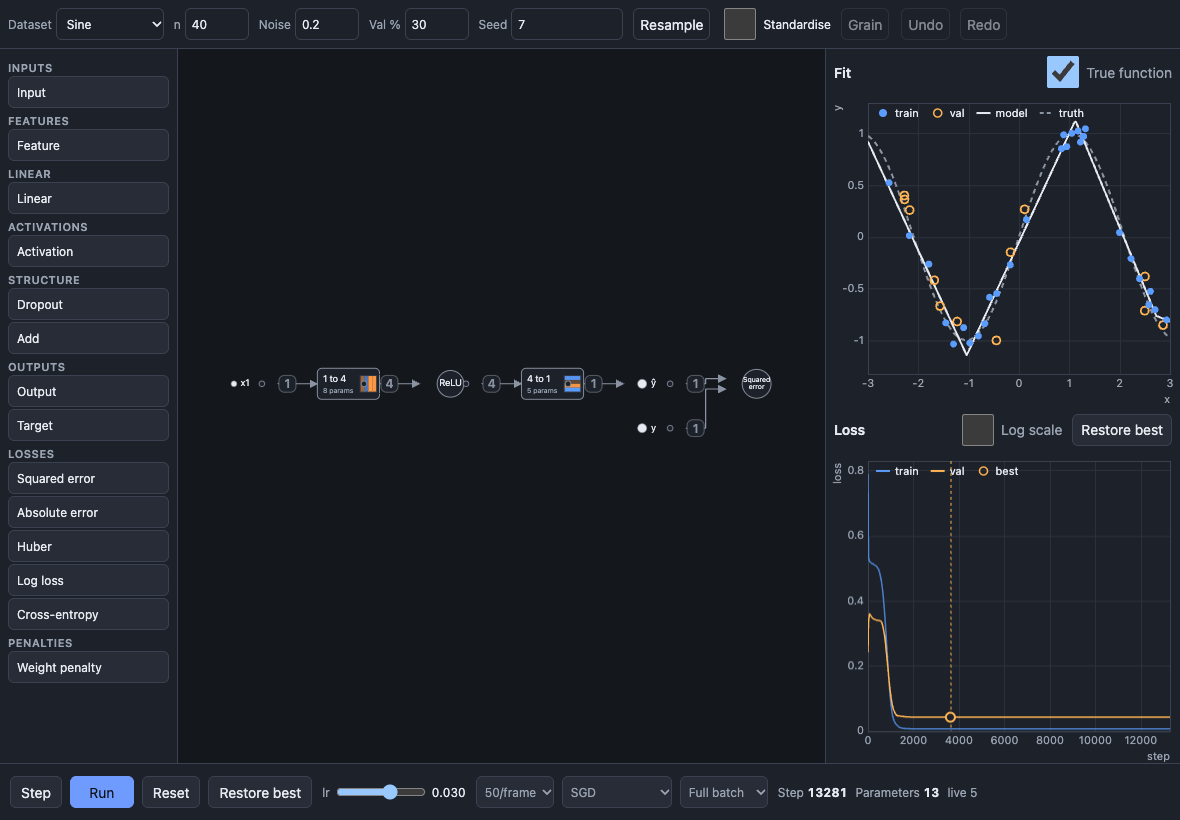 Dataset Sine n 40 Noise 0.2 Val % 30 Seed 7 Resample Standardise Grain Undo Redo
INPUTS
Input
FEATURES
Feature
LINEAR
Linear
ACTIVATIONS
Activation
STRUCTURE
Dropout
Add
OUTPUTS
Output
Target
LOSSES
Squared error
Absolute error
Huber
Log loss
Cross-entropy
PENALTIES
Weight penalty
x1 1 1 to 4 4 ReLU 4 4 to 1 1 ŷ 1 Squared
8 params 5 params error
y 1
Fit True function
y
train val model truth
1
0.5
0
-0.5
-1
-3 -2 -1 0 1 2 3
x
Loss Log scale Restore best
loss
train val best
0.8
0.6
0.4
0.2
0
0 2000 4000 6000 8000 10000 12000
step
Step Run Reset Restore best lr 0.030 50/frame SGD Full batch Step 13281 Parameters 13 live 5